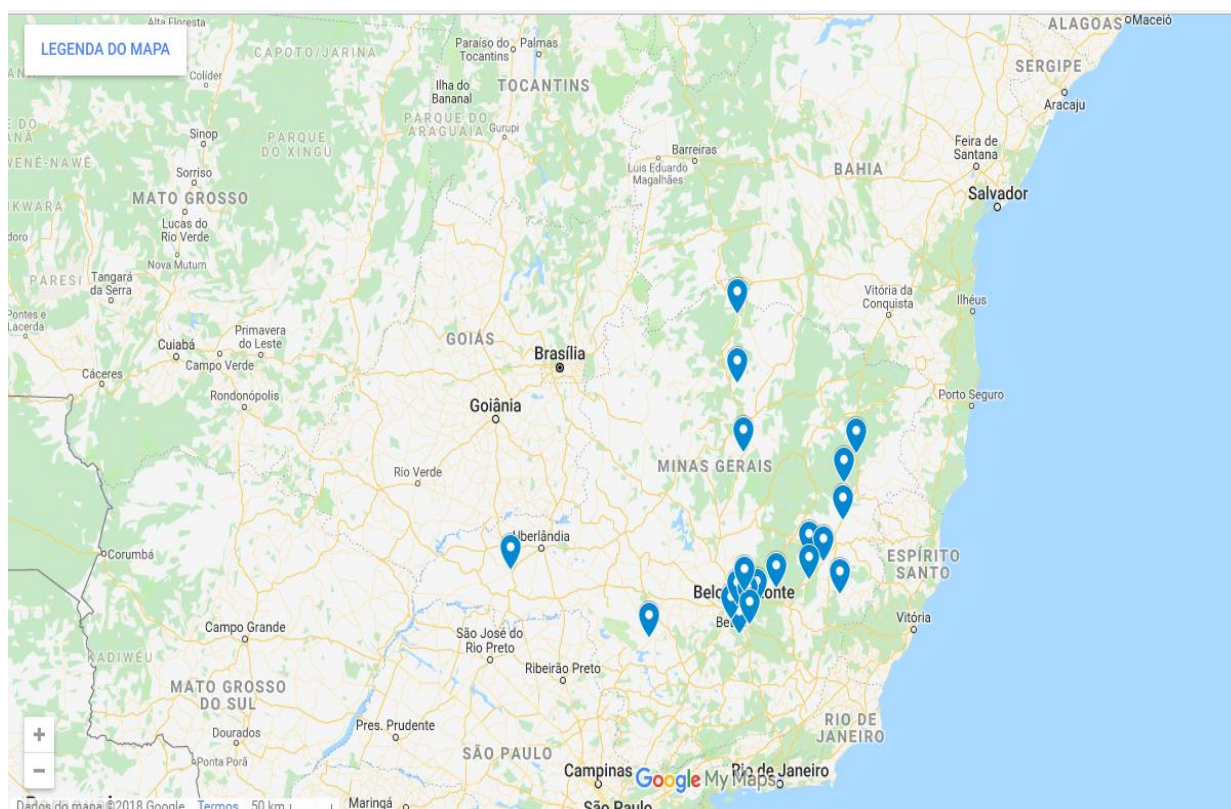 LEGENDA DO MAPA
Alta Floresta
CAPOTO/JARINA
Colíder
Paraíso do
Tocantins
Palmas
ALAGOAS
Maceió
SERGIPE
Aracaju
Ilha do
Bananal
TOCANTINS
PARQUE DO
ARAGUAIA
Gurupi
Sinop
PARQUE
DO XINGU
WENÊ-NAWÊ
Sorriso
MATO GROSSO
Lucas do
Rio Verde
Nova Mutum
Barreiras
Luis Eduardo
Magalhães
BAHIA
Feira de
Santana
Salvador
PARESI
Tangará
da Serra
Pontes e
Lacerda
Cuiabá
Primavera
do Leste
Campo Verde
Cáceres
Rondonópolis
GOIÁS
Brasília
Goiânia
Vitória da
Conquista
Ilhéus
Porto Seguro
Rio Verde
MINAS GERAIS
Corumbá
Uberlândia
ESPÍRITO
SANTO
Vitória
Campo Grande
KADIWÉU
São José do
Rio Preto
Ribeirão Preto
MATO GROSSO
DO SUL
Dourados
Ponta Porã
Pres. Prudente
SÃO PAULO
RIO DE
JANEIRO
Campinas
Google My Maps
Rio de Janeiro
São Paulo
Maringá
+
−
Dados do mapa ©2018 Google
Termos
50 km